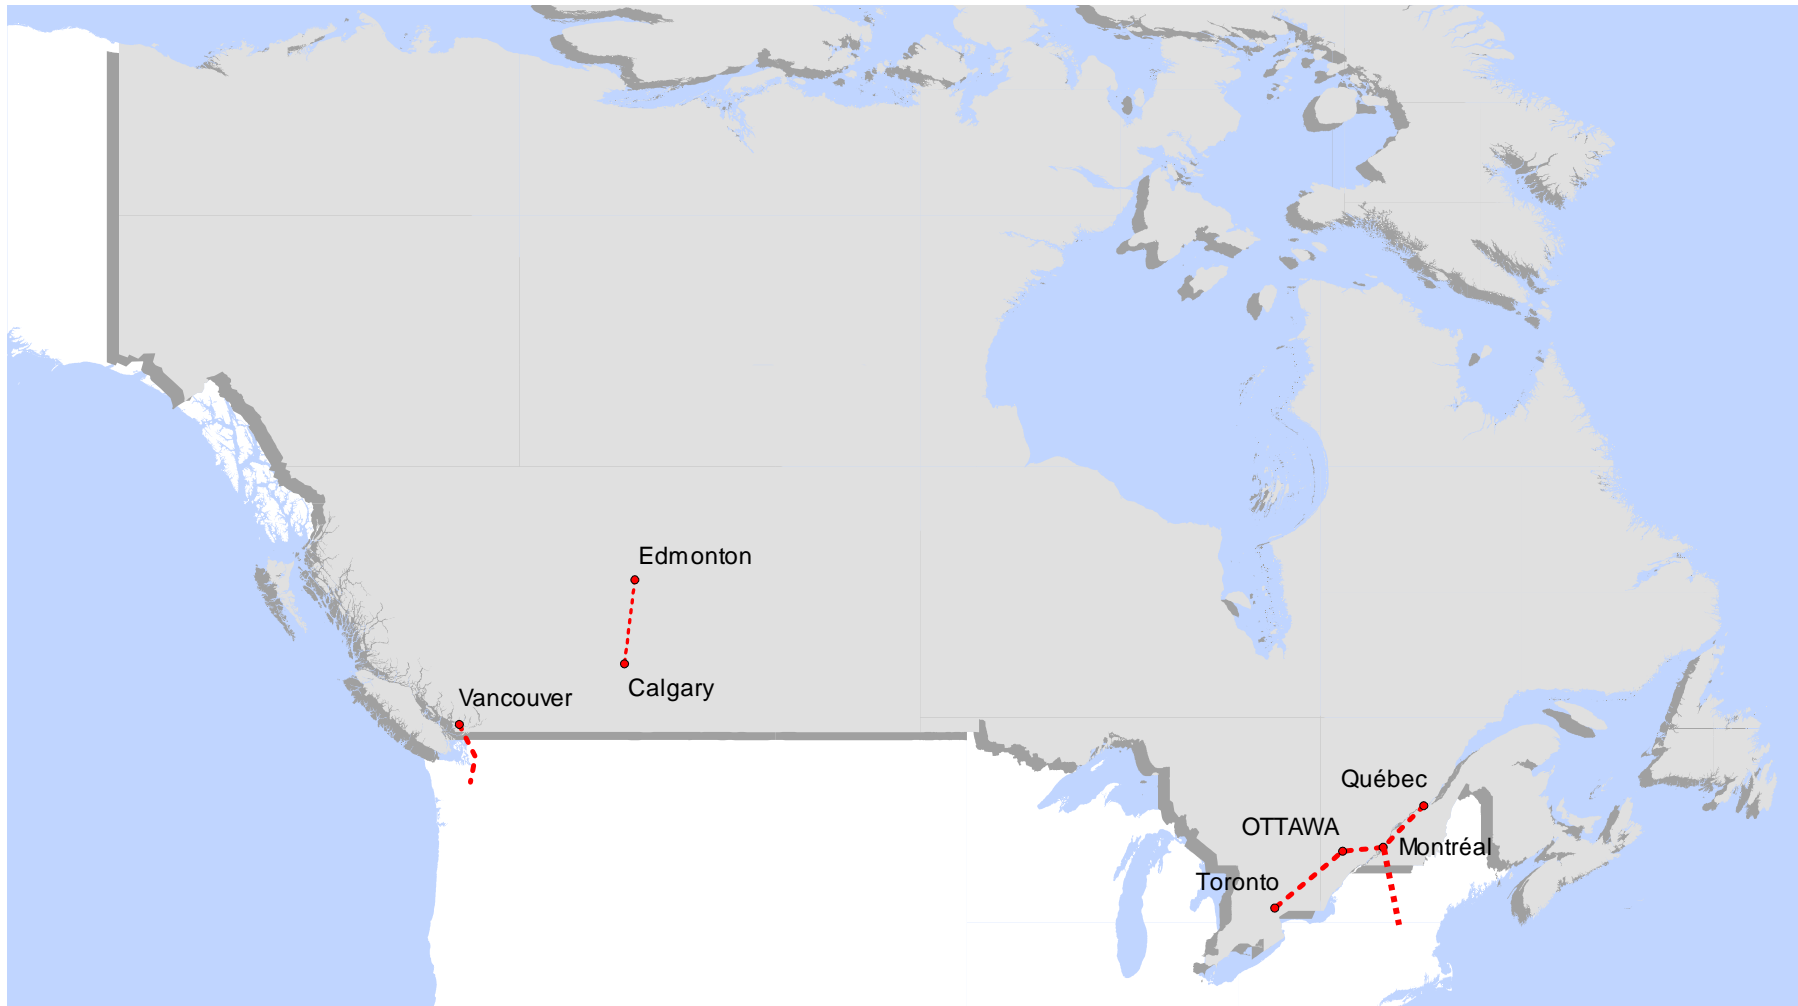 Edmonton
Calgary
Vancouver
Québec
OTTAWA
Montréal
Toronto